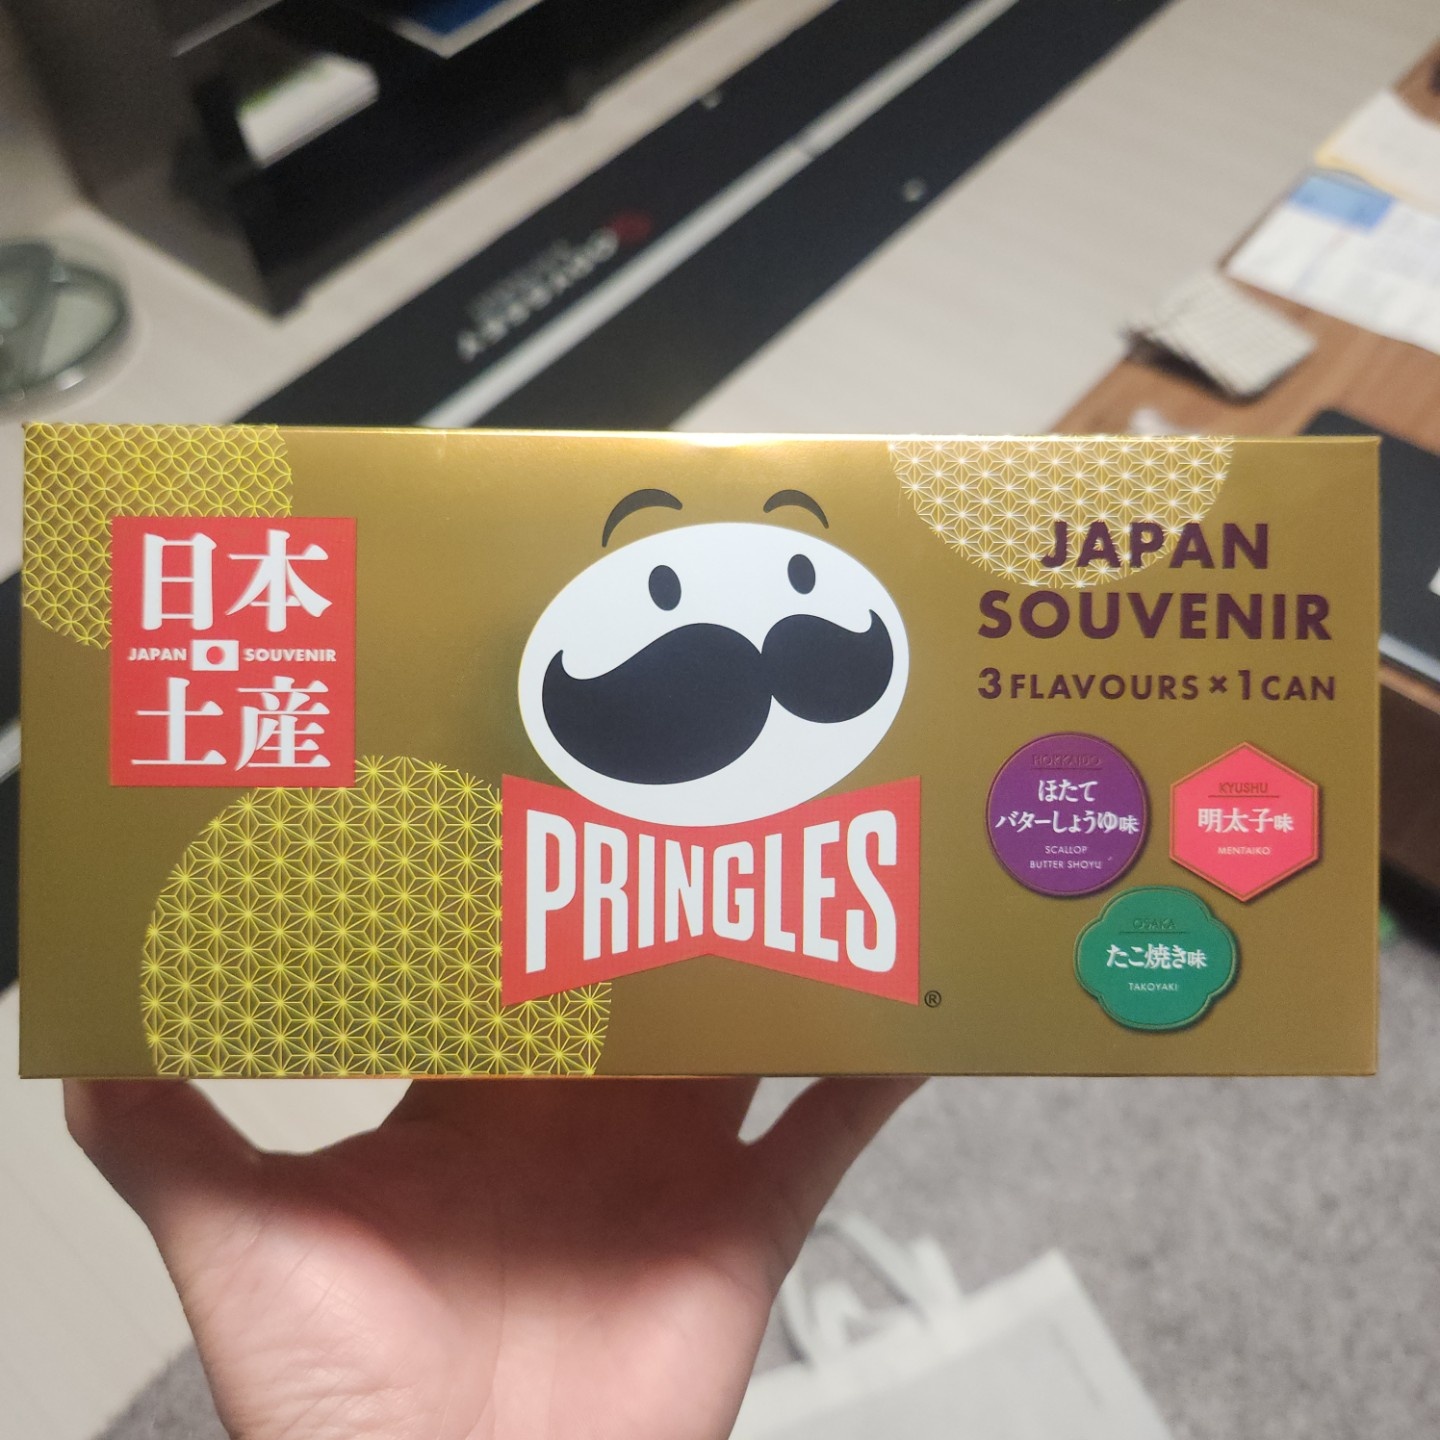 日本
JAPAN SOUVENIR
土産
PRINGLES
®
JAPAN
SOUVENIR
3 FLAVOURS × 1 CAN
HOKKAIDO
ほたて
バターしょうゆ味
SCALLOP
BUTTER SHOYU
KYUSHU
明太子味
MENTAIKO
OSAKA
たこ焼き味
TAKOYAKI
ODYSSEY